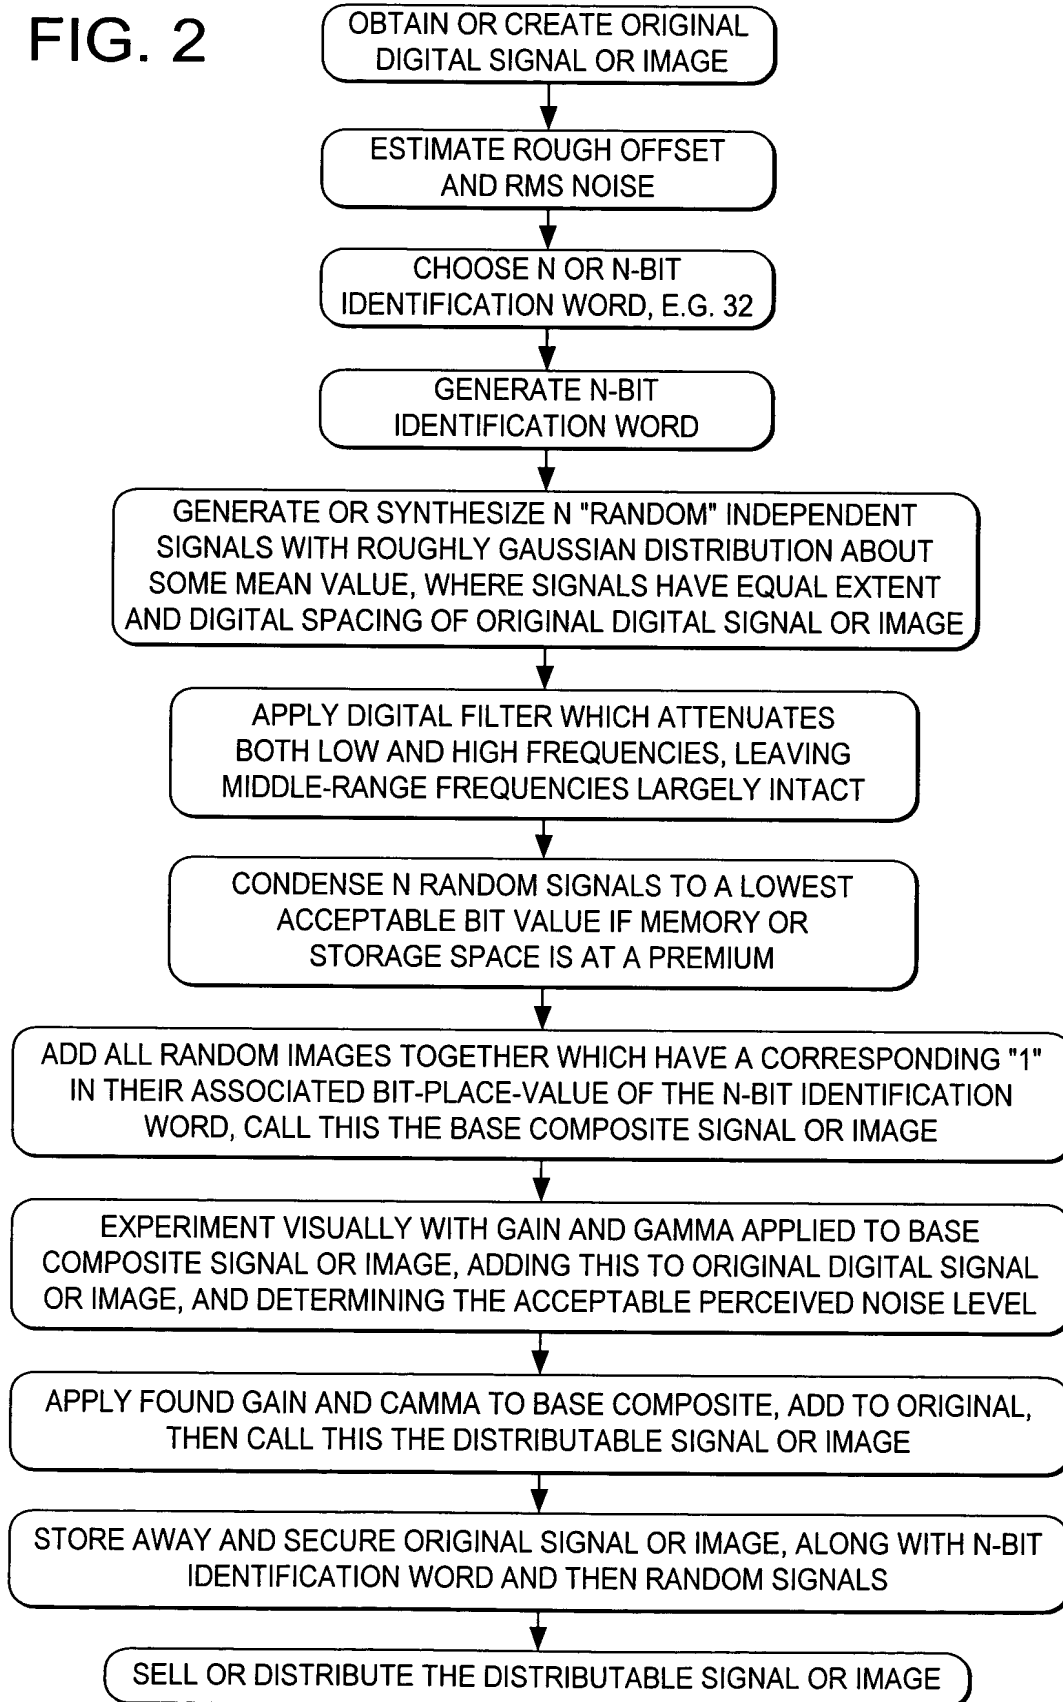 FIG. 2
OBTAIN OR CREATE ORIGINAL
DIGITAL SIGNAL OR IMAGE
ESTIMATE ROUGH OFFSET
AND RMS NOISE
CHOOSE N OR N-BIT
IDENTIFICATION WORD, E.G. 32
GENERATE N-BIT
IDENTIFICATION WORD
GENERATE OR SYNTHESIZE N "RANDOM" INDEPENDENT
SIGNALS WITH ROUGHLY GAUSSIAN DISTRIBUTION ABOUT
SOME MEAN VALUE, WHERE SIGNALS HAVE EQUAL EXTENT
AND DIGITAL SPACING OF ORIGINAL DIGITAL SIGNAL OR IMAGE
APPLY DIGITAL FILTER WHICH ATTENUATES
BOTH LOW AND HIGH FREQUENCIES, LEAVING
MIDDLE-RANGE FREQUENCIES LARGELY INTACT
CONDENSE N RANDOM SIGNALS TO A LOWEST
ACCEPTABLE BIT VALUE IF MEMORY OR
STORAGE SPACE IS AT A PREMIUM
ADD ALL RANDOM IMAGES TOGETHER WHICH HAVE A CORRESPONDING "1"
IN THEIR ASSOCIATED BIT-PLACE-VALUE OF THE N-BIT IDENTIFICATION
WORD, CALL THIS THE BASE COMPOSITE SIGNAL OR IMAGE
EXPERIMENT VISUALLY WITH GAIN AND GAMMA APPLIED TO BASE
COMPOSITE SIGNAL OR IMAGE, ADDING THIS TO ORIGINAL DIGITAL SIGNAL
OR IMAGE, AND DETERMINING THE ACCEPTABLE PERCEIVED NOISE LEVEL
APPLY FOUND GAIN AND CAMMA TO BASE COMPOSITE, ADD TO ORIGINAL,
THEN CALL THIS THE DISTRIBUTABLE SIGNAL OR IMAGE
STORE AWAY AND SECURE ORIGINAL SIGNAL OR IMAGE, ALONG WITH N-BIT
IDENTIFICATION WORD AND THEN RANDOM SIGNALS
SELL OR DISTRIBUTE THE DISTRIBUTABLE SIGNAL OR IMAGE